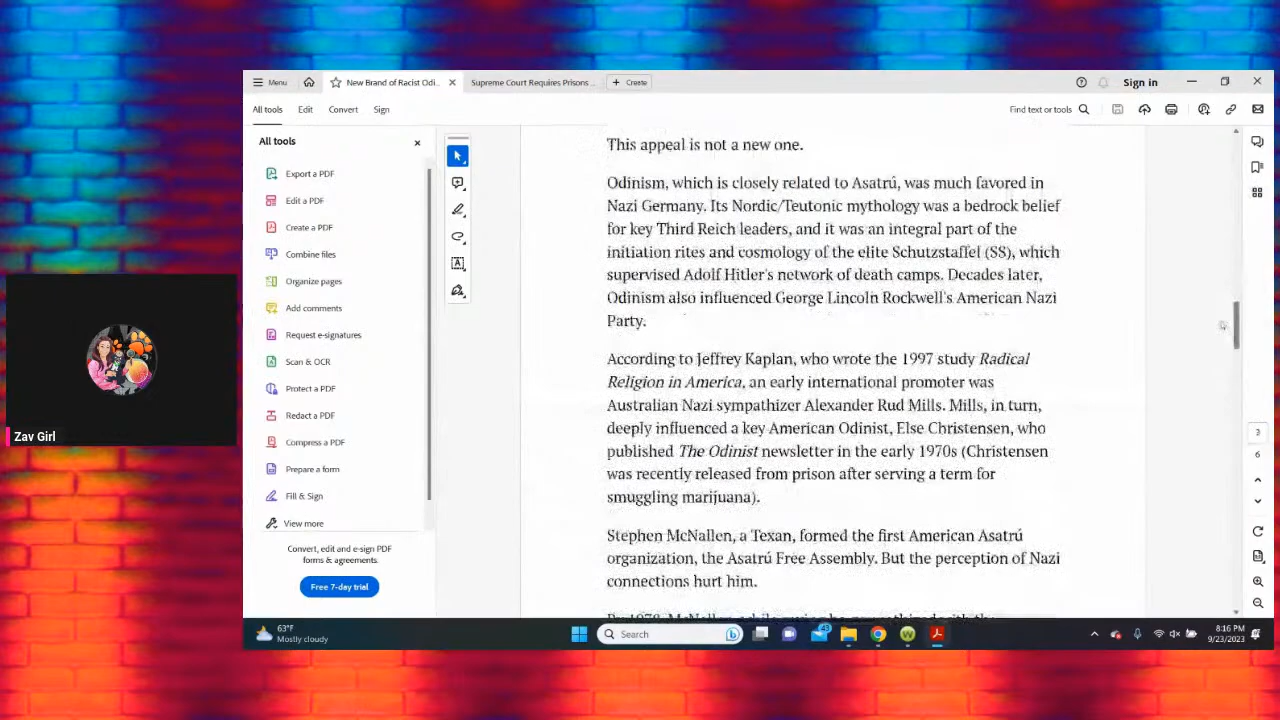 Menu
New Brand of Racist Odi..
Supreme Court Requires Prisons ..
+ Create
Sign in
All tools
Edit
Convert
Sign
Find text or tools
All tools
Export a PDF
Edit a PDF
Create a PDF
Combine files
Organize pages
Add comments
Request e-signatures
Scan & OCR
Protect a PDF
Redact a PDF
Compress a PDF
Prepare a form
Fill & Sign
View more
Convert, edit and e-sign PDF
forms & agreements.
Free 7-day trial
This appeal is not a new one.
Odinism, which is closely related to Asatrú, was much favored in
Nazi Germany. Its Nordic/Teutonic mythology was a bedrock belief
for key Third Reich leaders, and it was an integral part of the
initiation rites and cosmology of the elite Schutzstaffel (SS), which
supervised Adolf Hitler's network of death camps. Decades later,
Odinism also influenced George Lincoln Rockwell's American Nazi
Party.
According to Jeffrey Kaplan, who wrote the 1997 study Radical
Religion in America, an early international promoter was
Australian Nazi sympathizer Alexander Rud Mills. Mills, in turn,
deeply influenced a key American Odinist, Else Christensen, who
published The Odinist newsletter in the early 1970s (Christensen
was recently released from prison after serving a term for
smuggling marijuana).
Stephen McNallen, a Texan, formed the first American Asatrú
organization, the Asatrú Free Assembly. But the perception of Nazi
connections hurt him.
3
6
Zav Girl
63°F
Mostly cloudy
Search
43
8:16 PM
9/23/2023